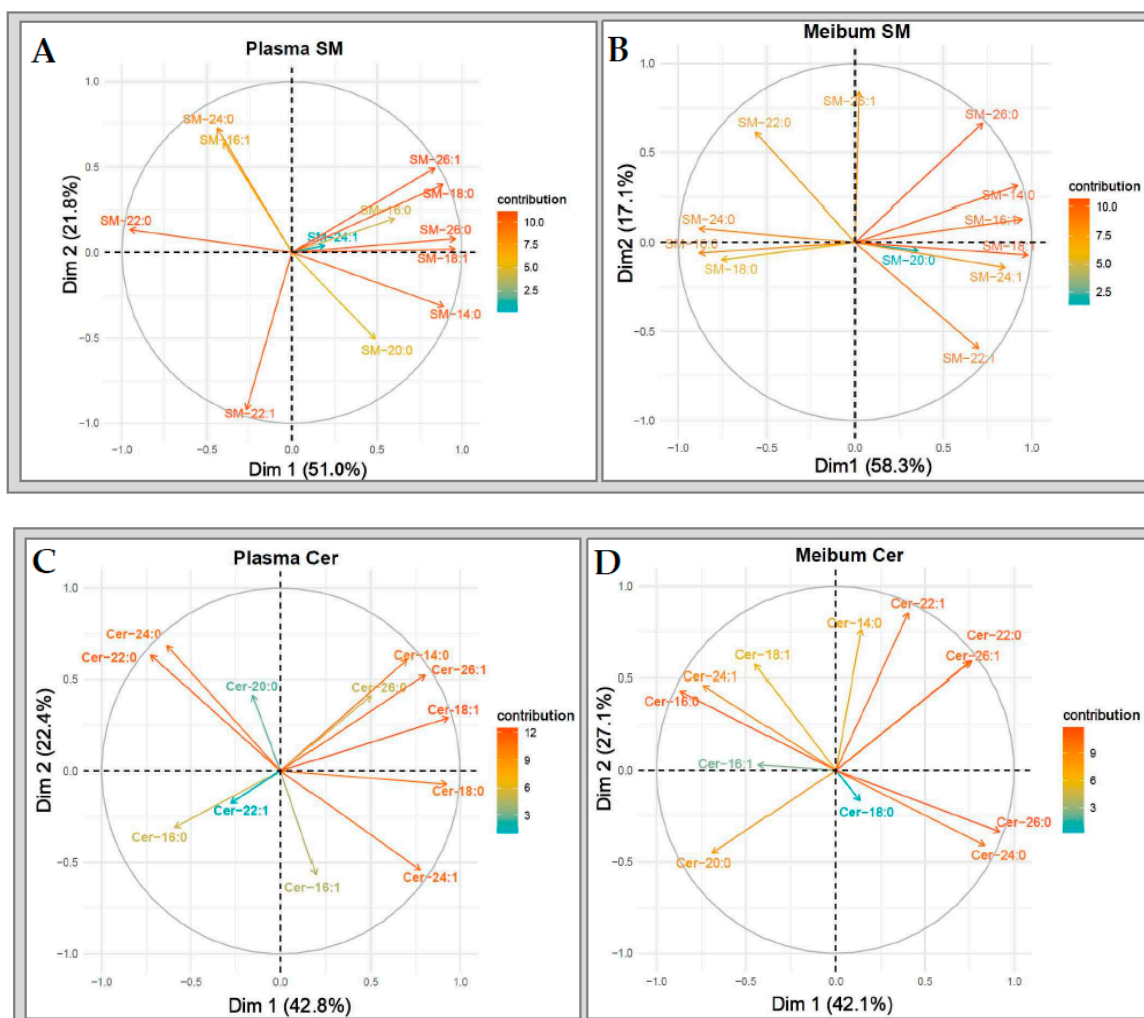 A
Plasma SM
SM-24:0
SM-16:1
SM-26:1
SM-18:0
SM-16:0
SM-22:0
SM-24:1
SM-26:0
SM-18:1
SM-14:0
SM-20:0
SM-22:1
1.0
0.5
0.0
-0.5
-1.0
-1.0
-0.5
0.0
0.5
1.0
Dim 2 (21.8%)
Dim 1 (51.0%)
contribution
10.0
7.5
5.0
2.5
B
Meibum SM
SM-22:0
SM-26:0
SM-14:0
SM-24:0
SM-16:1
SM-18:1
SM-18:0
SM-20:0
SM-24:1
SM-22:1
1.0
0.5
0.0
-0.5
-1.0
-1.0
-0.5
0.0
0.5
1.0
Dim2 (17.1%)
Dim1 (58.3%)
contribution
10.0
7.5
5.0
2.5
C
Plasma Cer
Cer-24:0
Cer-22:0
Cer-14:0
Cer-26:1
Cer-20:0
Cer-26:0
Cer-18:1
Cer-18:0
Cer-22:1
Cer-16:0
Cer-24:1
Cer-16:1
1.0
0.5
0.0
-0.5
-1.0
-1.0
-0.5
0.0
0.5
1.0
Dim 2 (22.4%)
Dim 1 (42.8%)
contribution
12
9
6
3
D
Meibum Cer
Cer-22:1
Cer-14:0
Cer-22:0
Cer-18:1
Cer-26:1
Cer-24:1
Cer-16:0
Cer-16:1
Cer-18:0
Cer-26:0
Cer-24:0
Cer-20:0
1.0
0.5
0.0
-0.5
-1.0
-1.0
-0.5
0.0
0.5
1.0
Dim 2 (27.1%)
Dim 1 (42.1%)
contribution
9
6
3